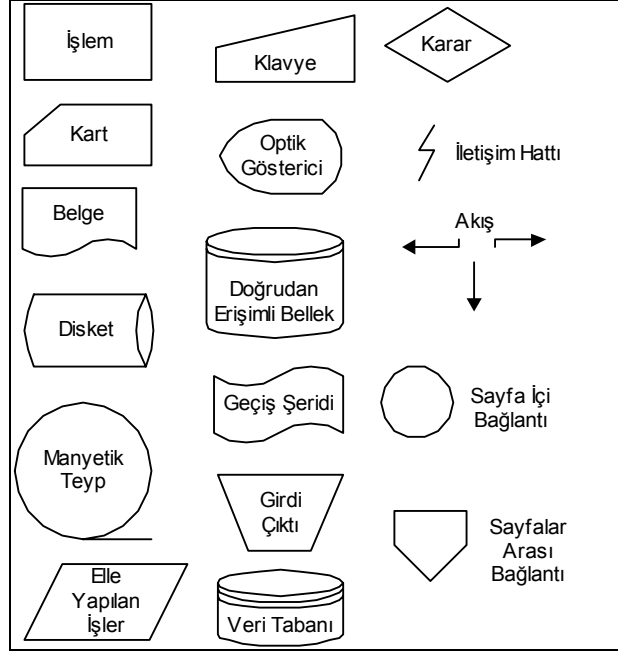 İşlem
Klavye
Karar
Kart
Optik
Gösterici
İletişim Hattı
Belge
Akış
Doğrudan
Erişimli Bellek
Disket
Geçiş Şeridi
Sayfa İçi
Bağlantı
Manyetik
Teyp
Girdi
Çıktı
Sayfalar
Arası
Bağlantı
Elle
Yapılan
İşler
Veri Tabanı